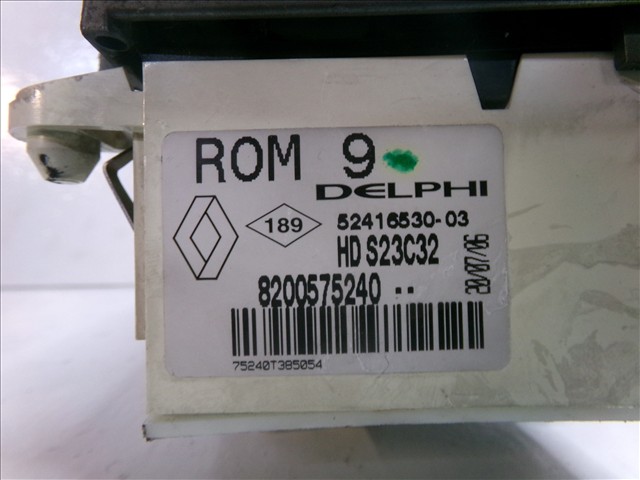 ROM 9
DELPHI
189
52416530-03
HD S23C32
20/07/06
8200575240 --
75240T385054